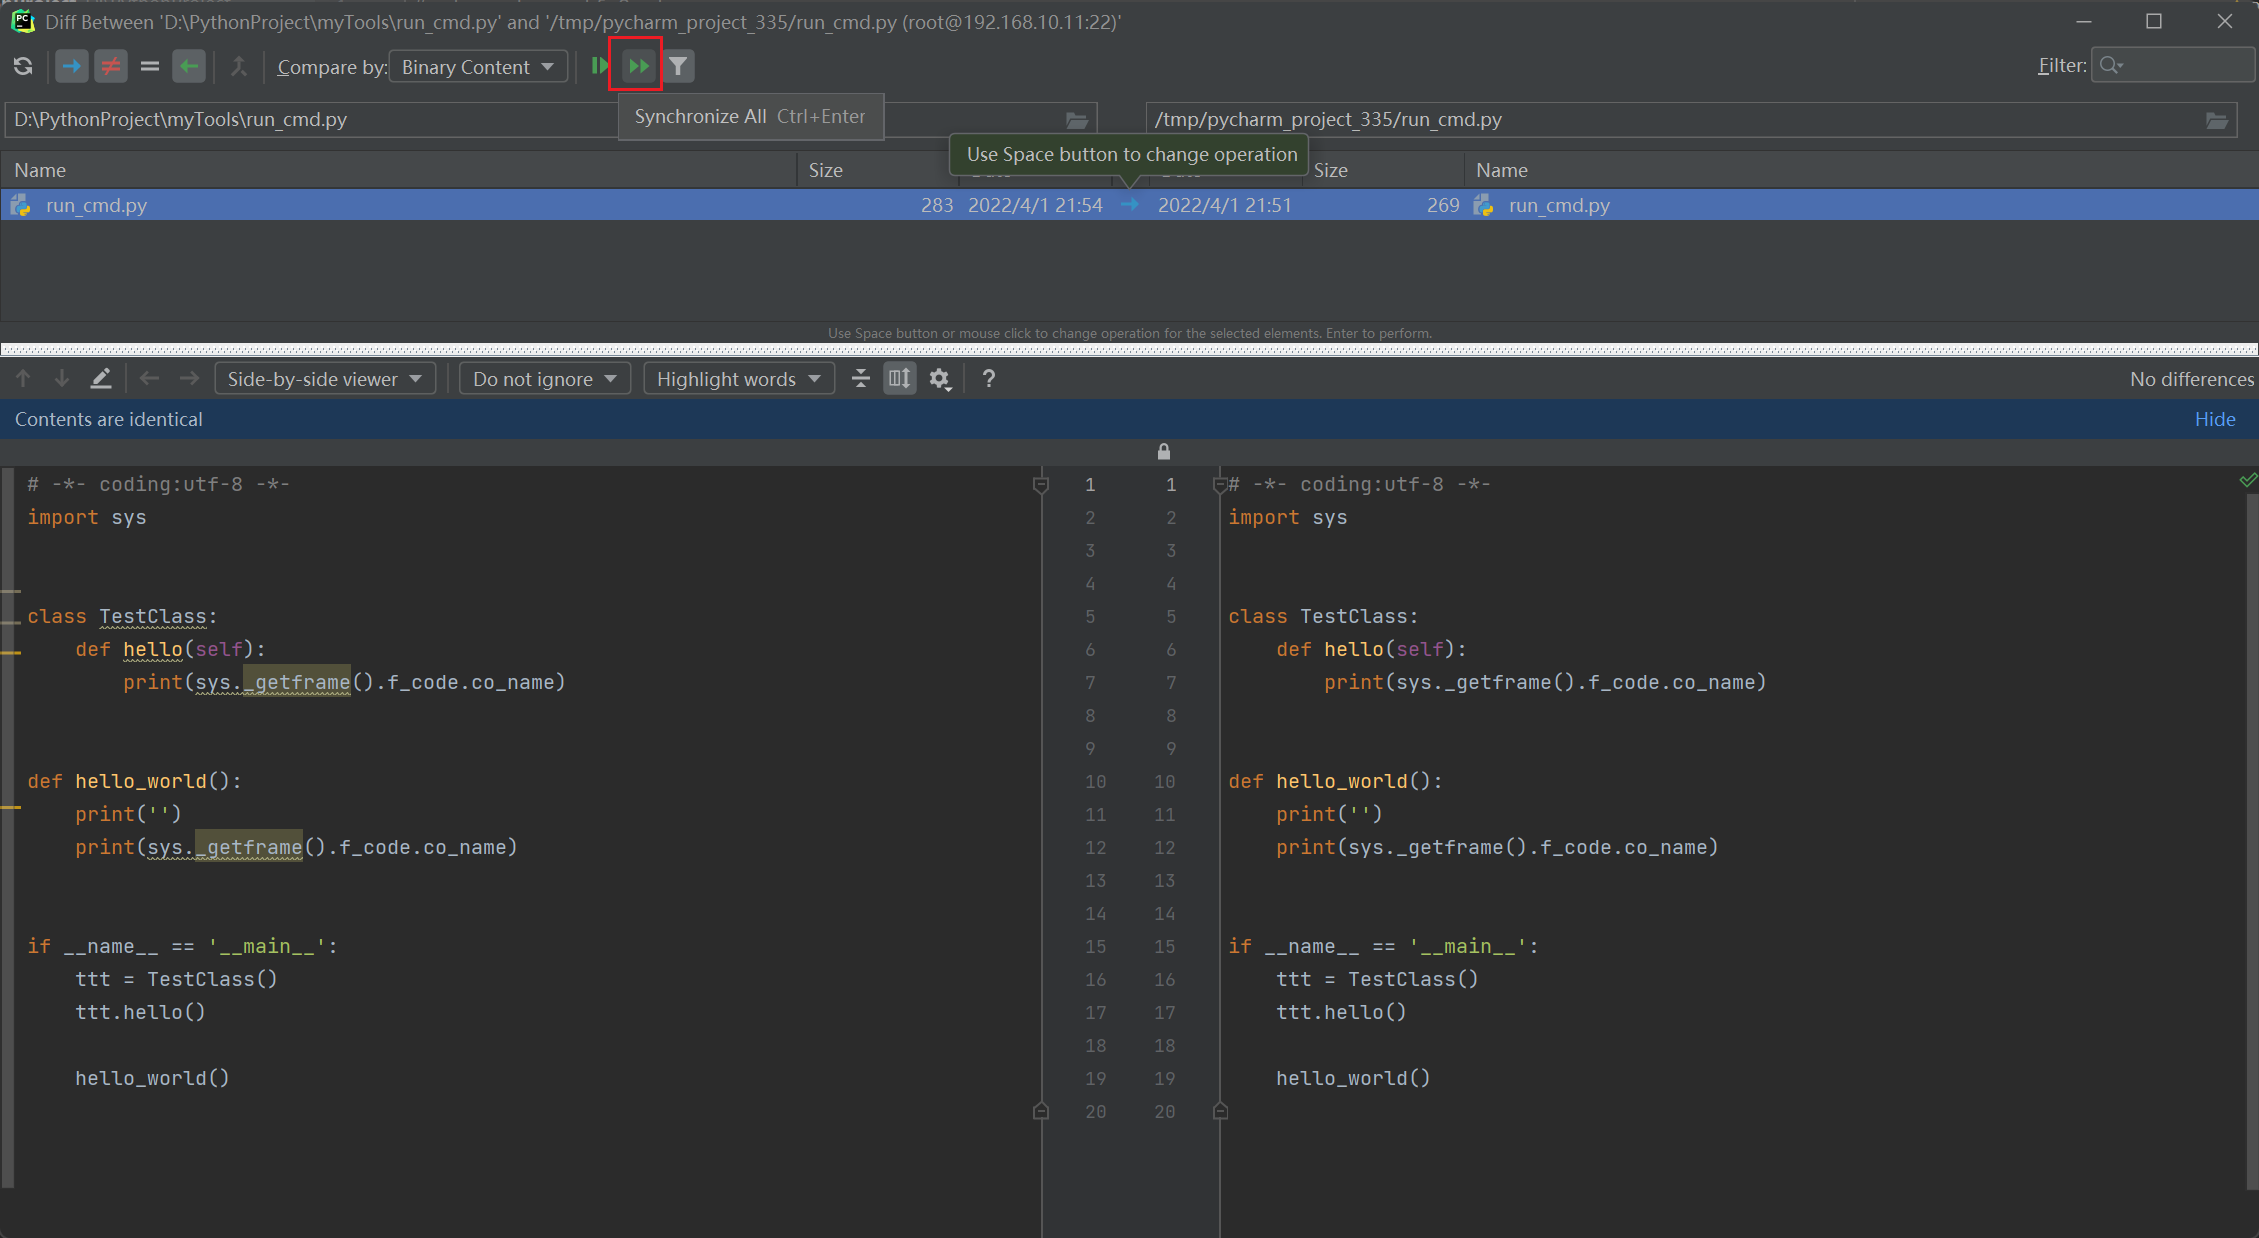 Diff Between 'D:\PythonProject\myTools\run_cmd.py' and '/tmp/pycharm_project_335/run_cmd.py (root@192.168.10.11:22)'
Compare by: Binary Content
Filter:
D:\PythonProject\myTools\run_cmd.py
Synchronize All Ctrl+Enter
/tmp/pycharm_project_335/run_cmd.py
Use Space button to change operation
Name Size Size Name
run_cmd.py 283 2022/4/1 21:54 2022/4/1 21:51 269 run_cmd.py
Use Space button or mouse click to change operation for the selected elements. Enter to perform.
Side-by-side viewer Do not ignore Highlight words ? No differences
Contents are identical Hide
# -*- coding:utf-8 -*- 1 1 # -*- coding:utf-8 -*-
import sys 2 2 import sys
3 3
4 4
class TestClass: 5 5 class TestClass:
def hello(self): 6 6 def hello(self):
print(sys._getframe().f_code.co_name) 7 7 print(sys._getframe().f_code.co_name)
8 8
9 9
def hello_world(): 10 10 def hello_world():
print('') 11 11 print('')
print(sys._getframe().f_code.co_name) 12 12 print(sys._getframe().f_code.co_name)
13 13
14 14
if __name__ == '__main__': 15 15 if __name__ == '__main__':
ttt = TestClass() 16 16 ttt = TestClass()
ttt.hello() 17 17 ttt.hello()
18 18
hello_world() 19 19 hello_world()
20 20